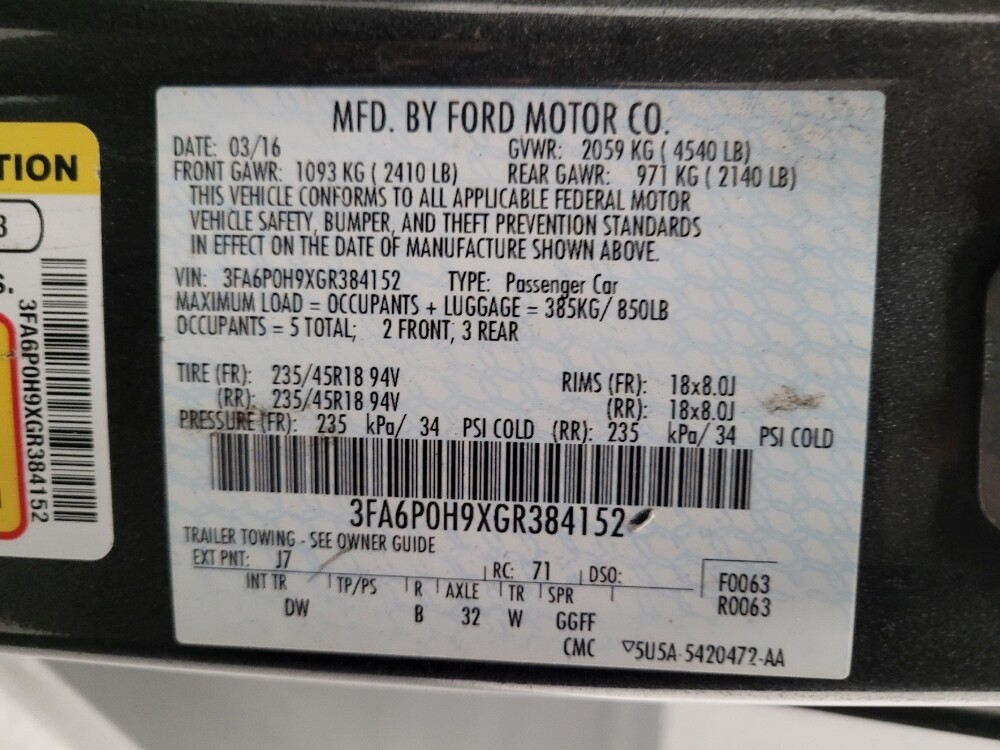 MFD. BY FORD MOTOR CO.
DATE: 03/16 GVWR: 2059 KG ( 4540 LB)
FRONT GAWR: 1093 KG ( 2410 LB) REAR GAWR: 971 KG ( 2140 LB)
THIS VEHICLE CONFORMS TO ALL APPLICABLE FEDERAL MOTOR
VEHICLE SAFETY, BUMPER, AND THEFT PREVENTION STANDARDS
IN EFFECT ON THE DATE OF MANUFACTURE SHOWN ABOVE.
VIN: 3FA6P0H9XGR384152 TYPE: Passenger Car
MAXIMUM LOAD = OCCUPANTS + LUGGAGE = 385KG/ 850LB
OCCUPANTS = 5 TOTAL; 2 FRONT, 3 REAR
TIRE (FR): 235/45R18 94V RIMS (FR): 18x8.0J
(RR): 235/45R18 94V (RR): 18x8.0J
PRESSURE (FR): 235 kPa/ 34 PSI COLD (RR): 235 kPa/ 34 PSI COLD
3FA6P0H9XGR384152
TRAILER TOWING - SEE OWNER GUIDE
EXT PNT: J7 RC: 71 DSO:
INT TR TP/PS R AXLE TR SPR F0063
DW B 32 W GGFF R0063
CMC ▽5U5A-5420472-AA
TION
3
S.
3FA6P0H9XGR384152